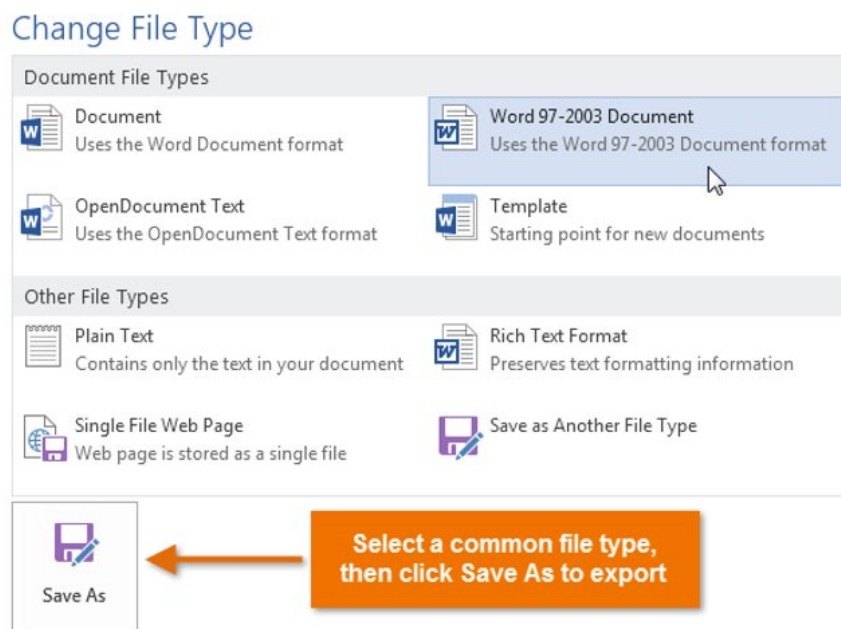 Change File Type
Document File Types
Document
Uses the Word Document format
Word 97-2003 Document
Uses the Word 97-2003 Document format
OpenDocument Text
Uses the OpenDocument Text format
Template
Starting point for new documents
Other File Types
Plain Text
Contains only the text in your document
Rich Text Format
Preserves text formatting information
Single File Web Page
Web page is stored as a single file
Save as Another File Type
Save As
Select a common file type,
then click Save As to export